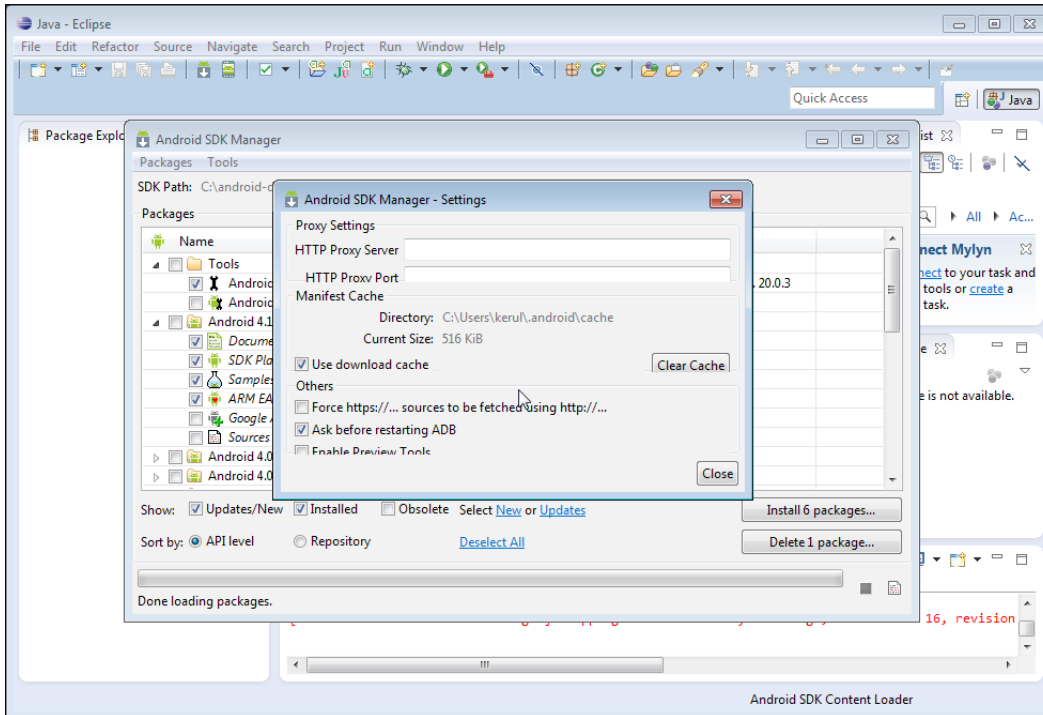 Java - Eclipse
File Edit Refactor Source Navigate Search Project Run Window Help
Quick Access
Java
Package Explo
ist
Android SDK Manager
Packages Tools
SDK Path: C:\android-c
All Ac...
Packages
Name
nect Mylyn
nect to your task and
tools or create a
task.
Tools
Android
20.0.3
Android
Android 4.1
Docume
SDK Pla
Samples
ARM EA
Google A
Sources
Android 4.0
Android 4.0
e is not available.
Android SDK Manager - Settings
Proxy Settings
HTTP Proxy Server
HTTP Proxy Port
Manifest Cache
Directory: C:\Users\kerul\.android\cache
Current Size: 516 KiB
Use download cache
Clear Cache
Others
Force https://... sources to be fetched using http://...
Ask before restarting ADB
Enable Preview Tools
Close
Show: Updates/New Installed Obsolete Select New or Updates
Install 6 packages...
Sort by: API level Repository Deselect All
Delete 1 package...
Done loading packages.
16, revision
Android SDK Content Loader